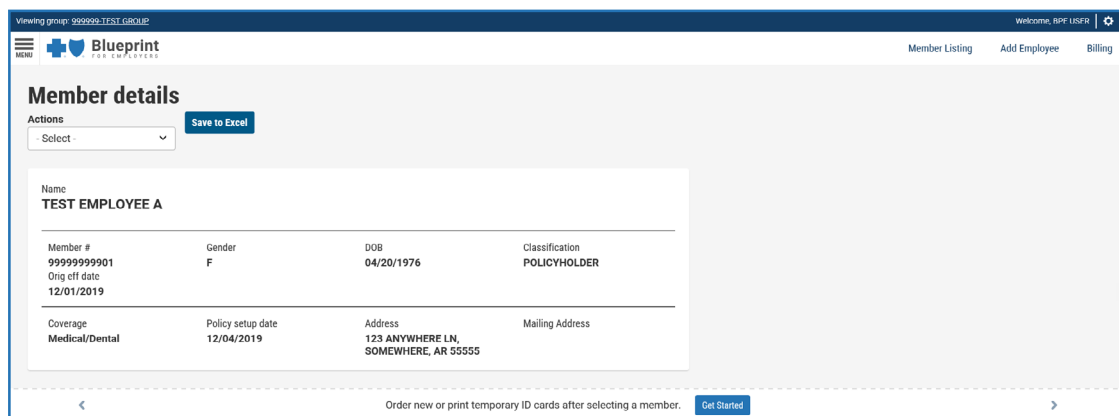 Viewing group: 999999-TEST GROUP
Welcome, BPE USER
MENU
Blueprint
FOR EMPLOYERS
Member Listing
Add Employee
Billing
Member details
Actions
- Select -
Save to Excel
Name
TEST EMPLOYEE A
Member #
99999999901
Orig eff date
12/01/2019
Gender
F
DOB
04/20/1976
Classification
POLICYHOLDER
Coverage
Medical/Dental
Policy setup date
12/04/2019
Address
123 ANYWHERE LN,
SOMEWHERE, AR 55555
Mailing Address
Order new or print temporary ID cards after selecting a member.
Get Started